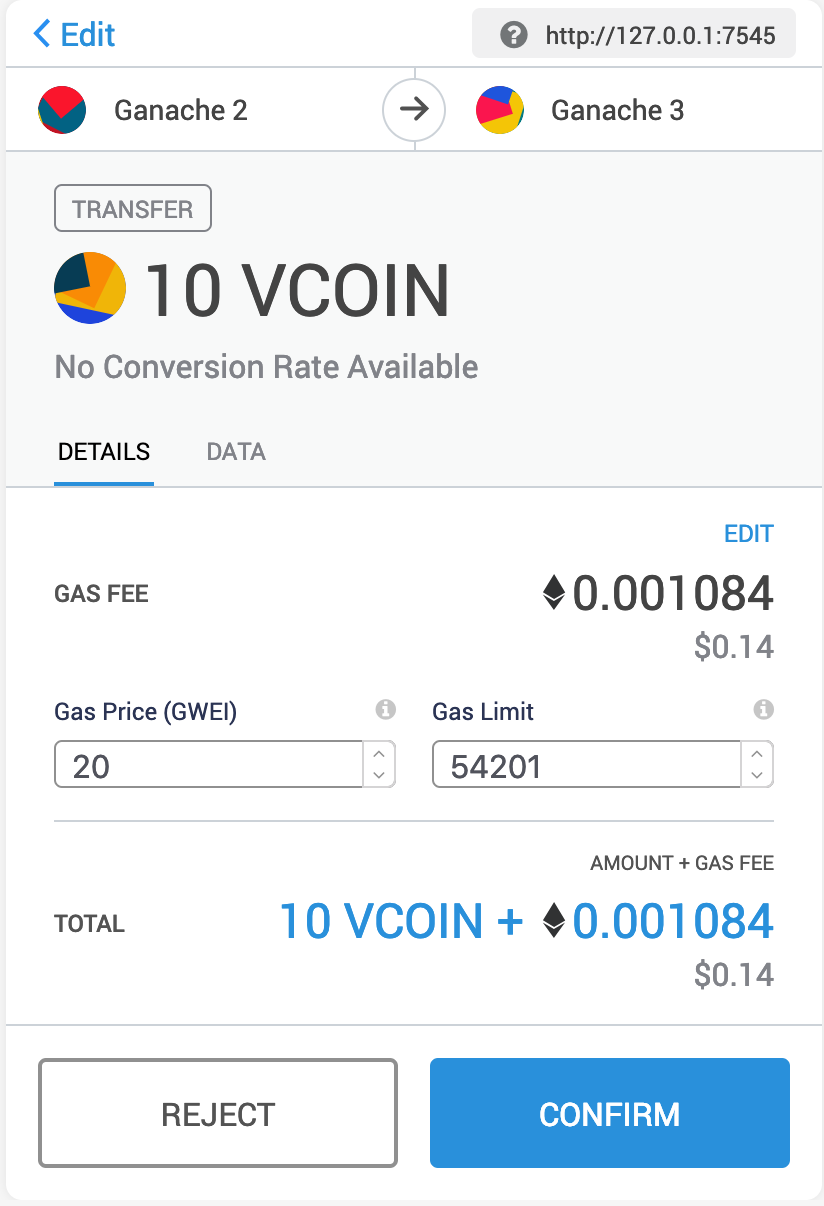 Edit
http://127.0.0.1:7545
Ganache 2
Ganache 3
TRANSFER
10 VCOIN
No Conversion Rate Available
DETAILS DATA
EDIT
GAS FEE
0.001084
$0.14
Gas Price (GWEI)
Gas Limit
20
54201
AMOUNT + GAS FEE
TOTAL
10 VCOIN + 0.001084
$0.14
REJECT
CONFIRM